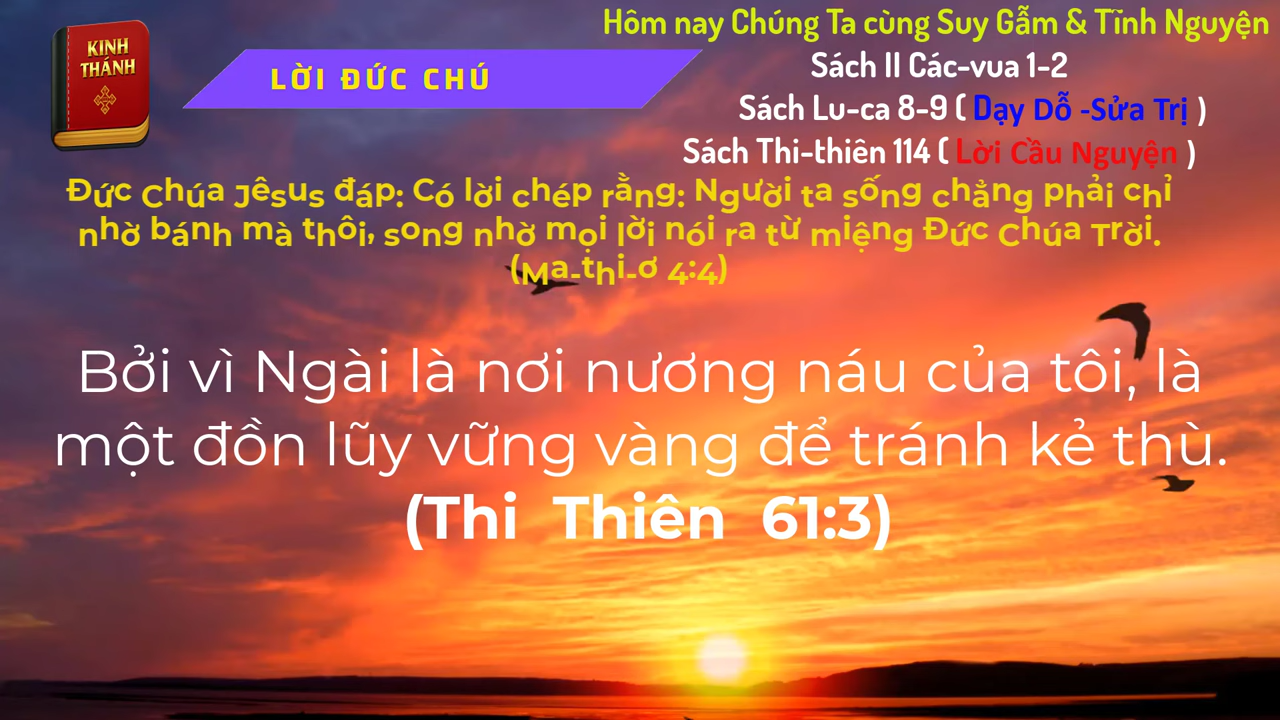 KINH
THÁNH
LỜI ĐỨC CHÚ
Hôm nay Chúng Ta cùng Suy Gẫm & Tĩnh Nguyện
Sách II Các-vua 1-2
Sách Lu-ca 8-9 ( Dạy Dỗ -Sửa Trị )
Sách Thi-thiên 114 ( Lời Cầu Nguyện )
Đức Chúa Jêsus đáp: Có lời chép rằng: Người ta sống chẳng phải chỉ
nhờ bánh mà thôi, song nhờ mọi lời nói ra từ miệng Đức Chúa Trời.
(Ma-thi-ơ 4:4)
Bởi vì Ngài là nơi nương náu của tôi, là
một đồn lũy vững vàng để tránh kẻ thù.
(Thi Thiên 61:3)